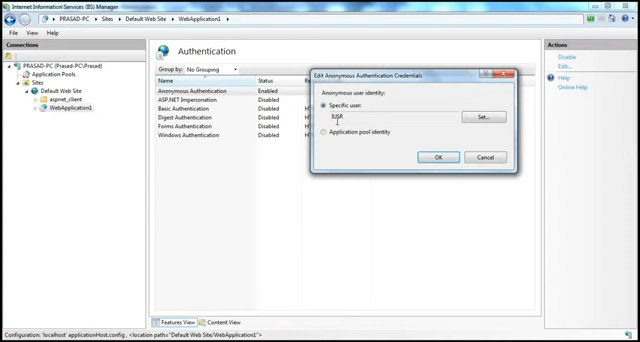 Internet Information Services (IIS) Manager
PRASAD-PC
Sites
Default Web Site
WebApplication1
File View Help
Connections
PRASAD-PC (Prasad-PC\Prasad)
Application Pools
Sites
Default Web Site
aspnet_client
WebApplication1
Authentication
Group by: No Grouping
Name Status
Anonymous Authentication Enabled
ASP.NET Impersonation Disabled
Basic Authentication Disabled
Digest Authentication Disabled
Forms Authentication Disabled
Windows Authentication Disabled
Edit Anonymous Authentication Credentials
Anonymous user identity:
Specific user:
IUSR
Set...
Application pool identity
OK Cancel
Actions
Disable
Edit...
Help
Online Help
Features View Content View
Configuration: 'localhost' applicationHost.config , <location path="Default Web Site/WebApplication1">